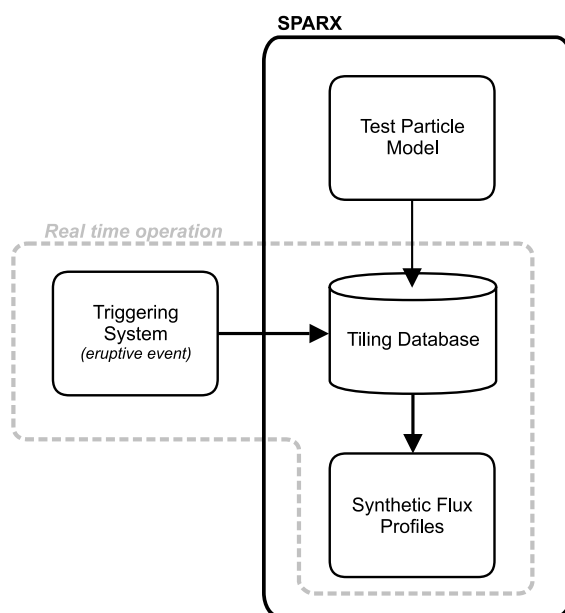 SPARX
Test Particle
Model
Real time operation
Triggering
System
(eruptive event)
Tiling Database
Synthetic Flux
Profiles